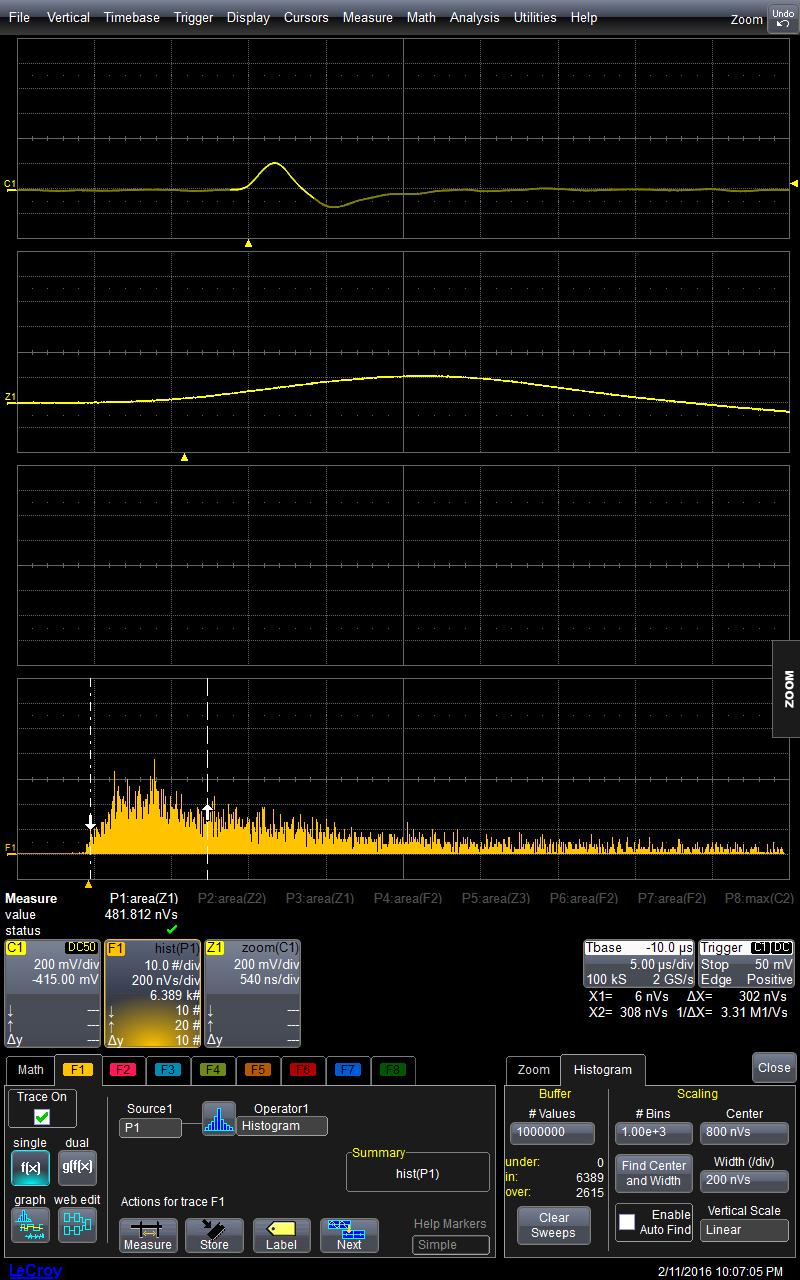 File Vertical Timebase Trigger Display Cursors Measure Math Analysis Utilities Help Zoom Undo
C1
Z1
ZOOM
F1
Measure P1:area(Z1) P2:area(Z2) P3:area(Z1) P4:area(F2) P5:area(Z3) P6:area(F2) P7:area(F2) P8:max(C2)
value 481.812 nVs
status
C1 DC50
200 mV/div
-415.00 mV
↓ ---
↑ ---
Δy ---
F1 hist(P1)
10.0 #/div
200 nVs/div
6.389 k#
↓ 10 #
↑ 20 #
Δy 10 #
Z1 zoom(C1)
200 mV/div
540 ns/div
---
---
---
Tbase -10.0 µs
5.00 µs/div
100 kS 2 GS/s
Trigger C1 DC
Stop 50 mV
Edge Positive
X1= 6 nVs ΔX= 302 nVs
X2= 308 nVs 1/ΔX= 3.31 M1/Vs
Math F1 F2 F3 F4 F5 F6 F7 F8
Trace On
single dual
f(x) g(f(x))
graph web edit
Source1
P1
Operator1
Histogram
Summary
hist(P1)
Actions for trace F1
Measure Store Label Next
Help Markers
Simple
Zoom Histogram Close
Buffer
# Values
1000000
under: 0
in: 6389
over: 2615
Clear
Sweeps
Scaling
# Bins
1.00e+3
Center
800 nVs
Find Center
and Width
Width (/div)
200 nVs
Enable
Auto Find
Vertical Scale
Linear
LeCroy 2/11/2016 10:07:05 PM